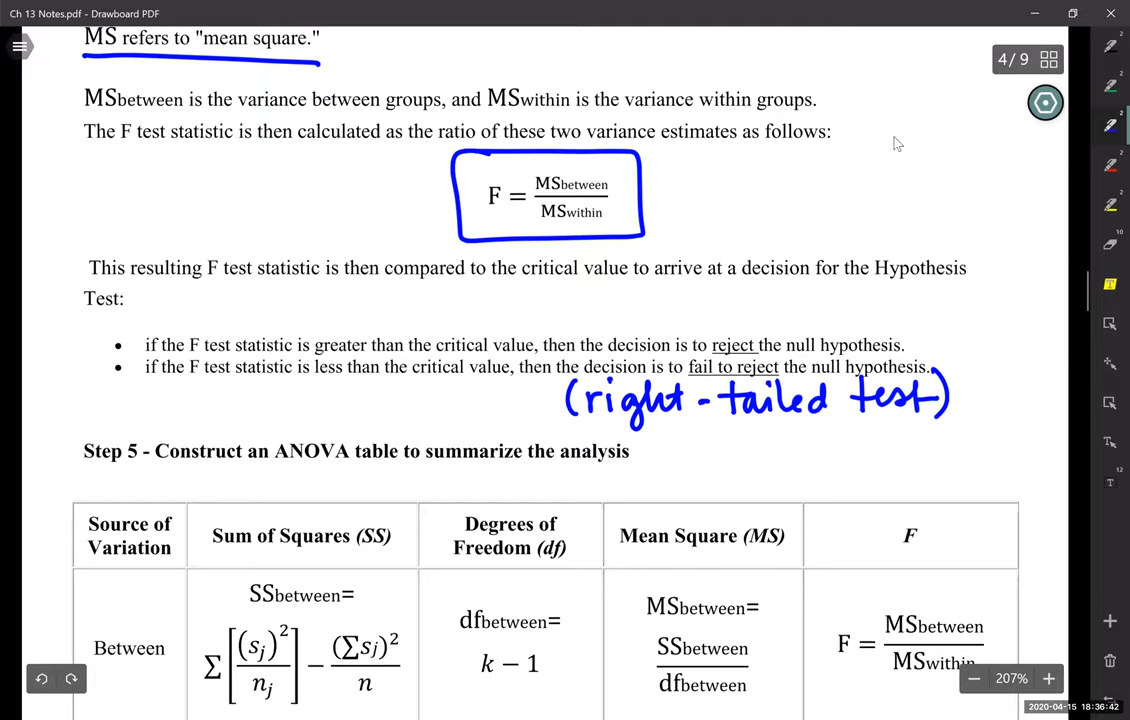 Ch 13 Notes.pdf - Drawboard PDF
MS refers to "mean square."
4/9
MSbetween is the variance between groups, and MSwithin is the variance within groups.
The F test statistic is then calculated as the ratio of these two variance estimates as follows:
F = MSbetween / MSwithin
This resulting F test statistic is then compared to the critical value to arrive at a decision for the Hypothesis
Test:
• if the F test statistic is greater than the critical value, then the decision is to reject the null hypothesis.
• if the F test statistic is less than the critical value, then the decision is to fail to reject the null hypothesis.
(right-tailed test)
Step 5 - Construct an ANOVA table to summarize the analysis
Source of Variation | Sum of Squares (SS) | Degrees of Freedom (df) | Mean Square (MS) | F
Between | SSbetween= ∑[(sj)²/nj] − (∑sj)²/n | dfbetween= k − 1 | MSbetween= SSbetween/dfbetween | F = MSbetween/MSwithin
207%
2020-04-15 18:36:42